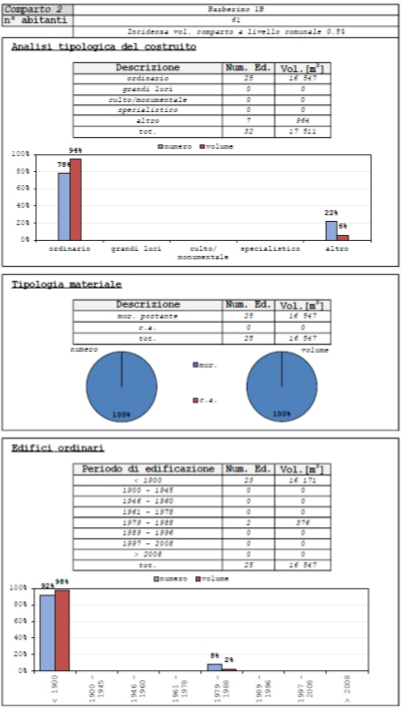 Comparto 2 Barberino 1B
n° abitanti 61
Incidenza vol. comparto a livello comunale 0.5%
Analisi tipologica del costruito
Descrizione Num. Ed. Vol.[m³]
ordinario 25 16 547
grandi luci 0 0
culto/monumentale 0 0
specialistico 0 0
altro 7 964
tot. 32 17 511
numero volume
100%
80%
60%
40%
20%
0%
78% 94%
22% 6%
ordinario grandi luci culto/ monumentale specialistico altro
Tipologia materiale
Descrizione Num. Ed. Vol.[m³]
mur. portante 25 16 547
c.a. 0 0
tot. 25 16 547
numero volume
mur.
c.a.
100% 100%
Edifici ordinari
Periodo di edificazione Num. Ed. Vol.[m³]
< 1900 23 16 171
1900 - 1945 0 0
1946 - 1960 0 0
1961 - 1978 0 0
1979 - 1988 2 376
1989 - 1996 0 0
1997 - 2008 0 0
> 2008 0 0
tot. 25 16 547
numero volume
100%
80%
60%
40%
20%
0%
92% 98%
8% 2%
< 1900
1900 - 1945
1946 - 1960
1961 - 1978
1979 - 1988
1989 - 1996
1997 - 2008
> 2008